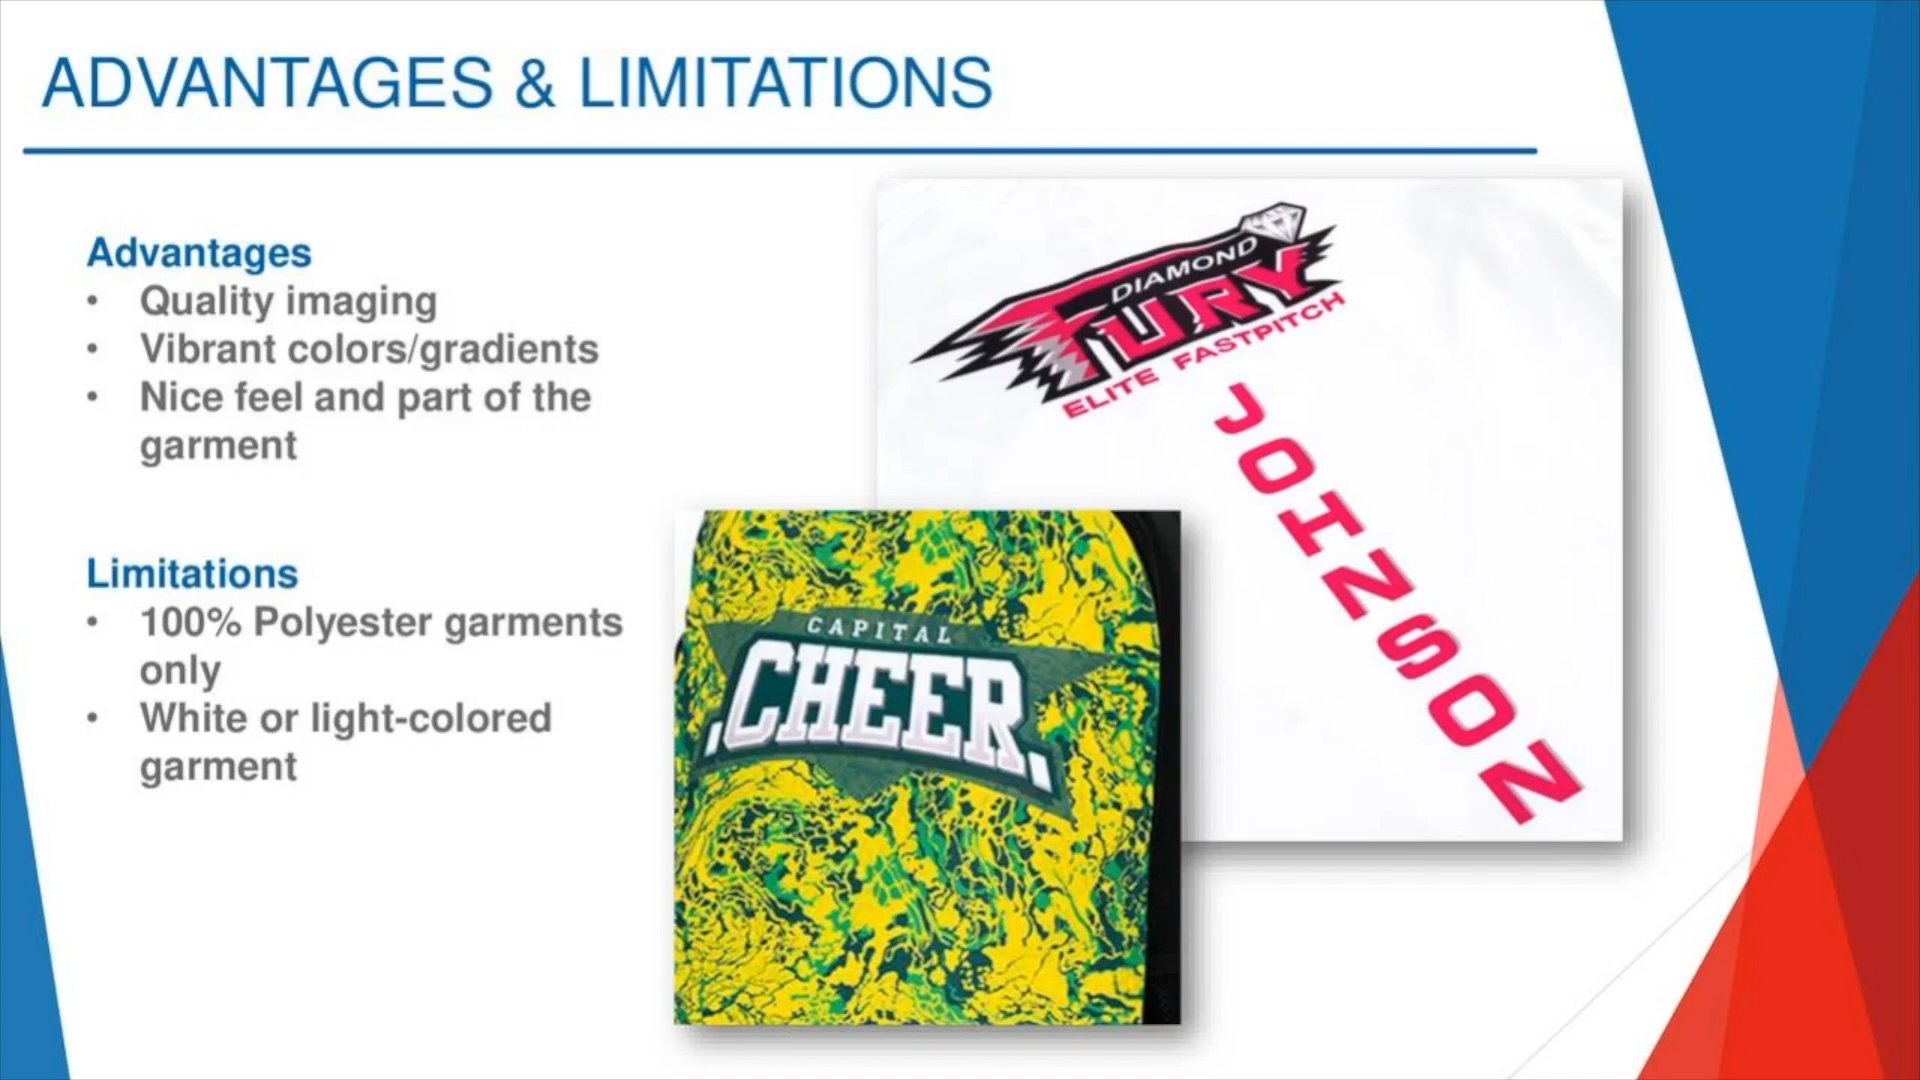 ADVANTAGES & LIMITATIONS
Advantages
• Quality imaging
• Vibrant colors/gradients
• Nice feel and part of the
garment
Limitations
• 100% Polyester garments
only
• White or light-colored
garment
DIAMOND
FURY
ELITE FASTPITCH
JOHNSON
CAPITAL
.CHEER.